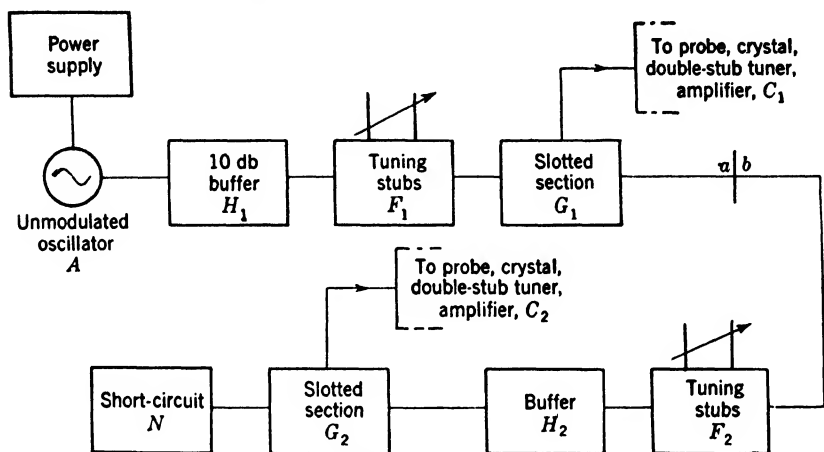 Power
supply
To probe, crystal,
double-stub tuner,
amplifier, C₁
10 db
buffer
H₁
Tuning
stubs
F₁
Slotted
section
G₁
a b
Unmodulated
oscillator
A
To probe, crystal,
double-stub tuner,
amplifier, C₂
Short-circuit
N
Slotted
section
G₂
Buffer
H₂
Tuning
stubs
F₂